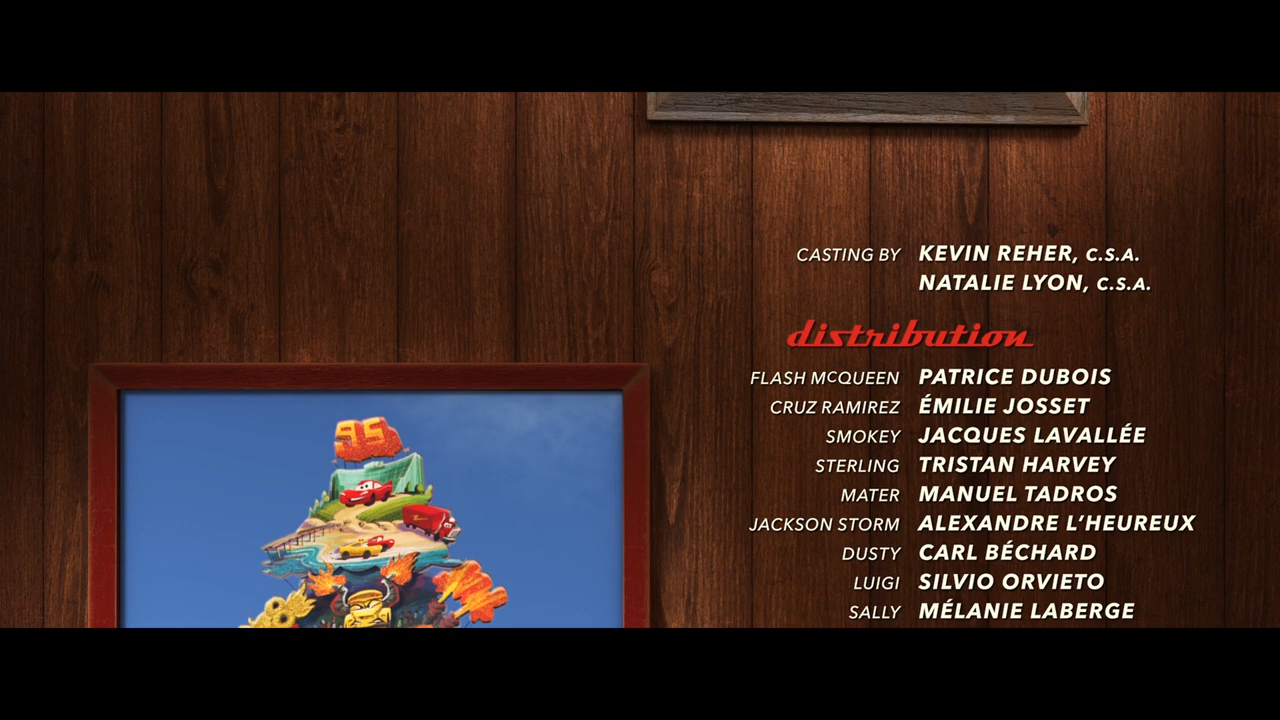 CASTING BY KEVIN REHER, C.S.A.
NATALIE LYON, C.S.A.
distribution
FLASH McQUEEN PATRICE DUBOIS
CRUZ RAMIREZ ÉMILIE JOSSET
SMOKEY JACQUES LAVALLÉE
STERLING TRISTAN HARVEY
MATER MANUEL TADROS
JACKSON STORM ALEXANDRE L’HEUREUX
DUSTY CARL BÉCHARD
LUIGI SILVIO ORVIETO
SALLY MÉLANIE LABERGE
95